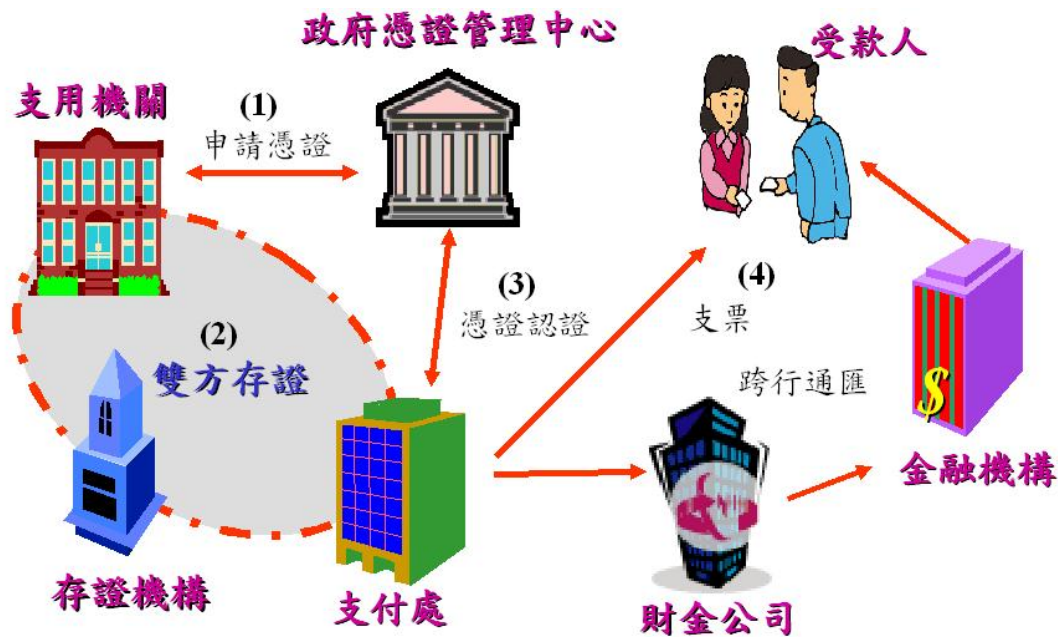 政府憑證管理中心
受款人
支用機關
(1)
申請憑證
(2)
雙方存證
(3)
憑證認證
(4)
支票
跨行通匯
$
金融機構
存證機構
支付處
財金公司